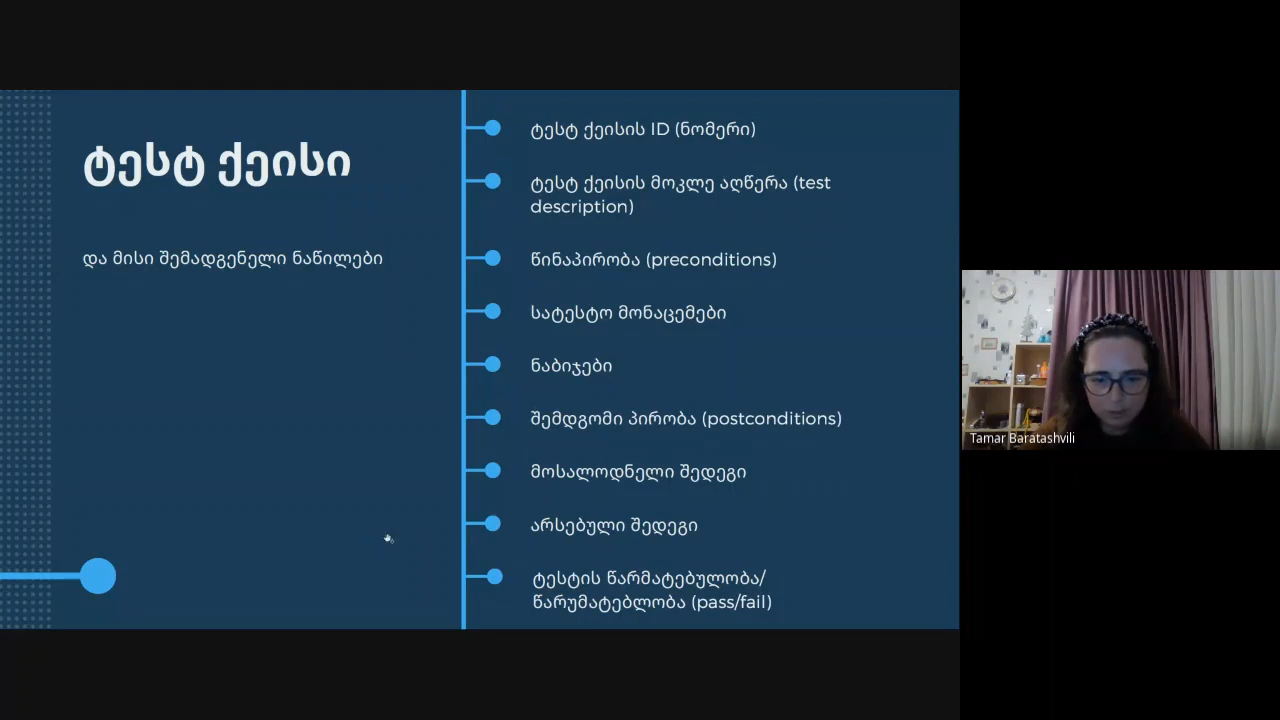 ტესტ ქეისი
და მისი შემადგენელი ნაწილები
ტესტ ქეისის ID (ნომერი)
ტესტ ქეისის მოკლე აღწერა (test
description)
წინაპირობა (preconditions)
სატესტო მონაცემები
ნაბიჯები
შემდგომი პირობა (postconditions)
მოსალოდნელი შედეგი
არსებული შედეგი
ტესტის წარმატებულობა/
წარუმატებლობა (pass/fail)
Tamar Baratashvili